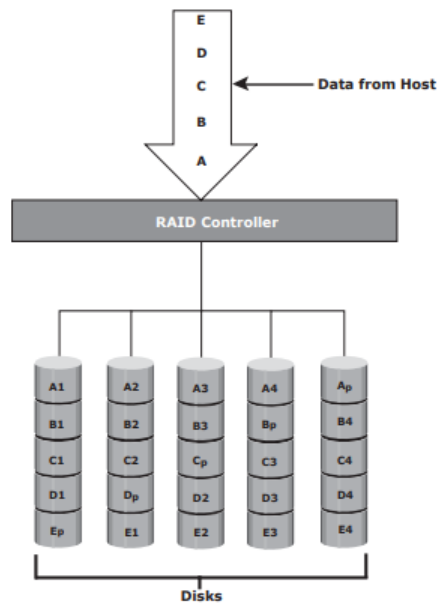 E
D
C
Data from Host
B
A
RAID Controller
A1 A2 A3 A4 Ap
B1 B2 B3 Bp B4
C1 C2 Cp C3 C4
D1 Dp D2 D3 D4
Ep E1 E2 E3 E4
Disks